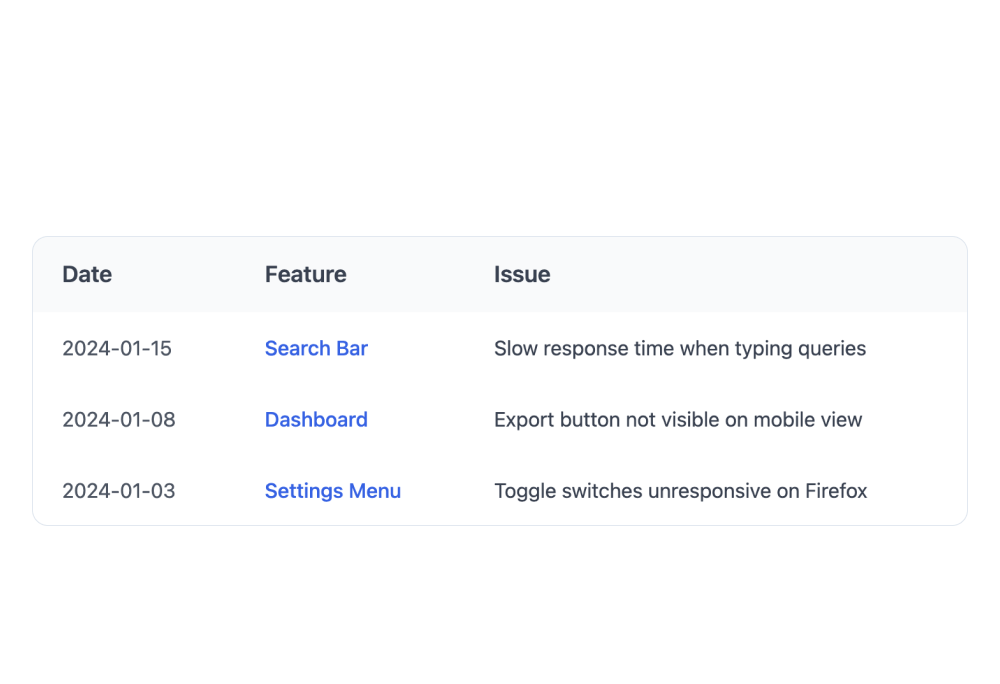 Date Feature Issue
2024-01-15 Search Bar Slow response time when typing queries
2024-01-08 Dashboard Export button not visible on mobile view
2024-01-03 Settings Menu Toggle switches unresponsive on Firefox